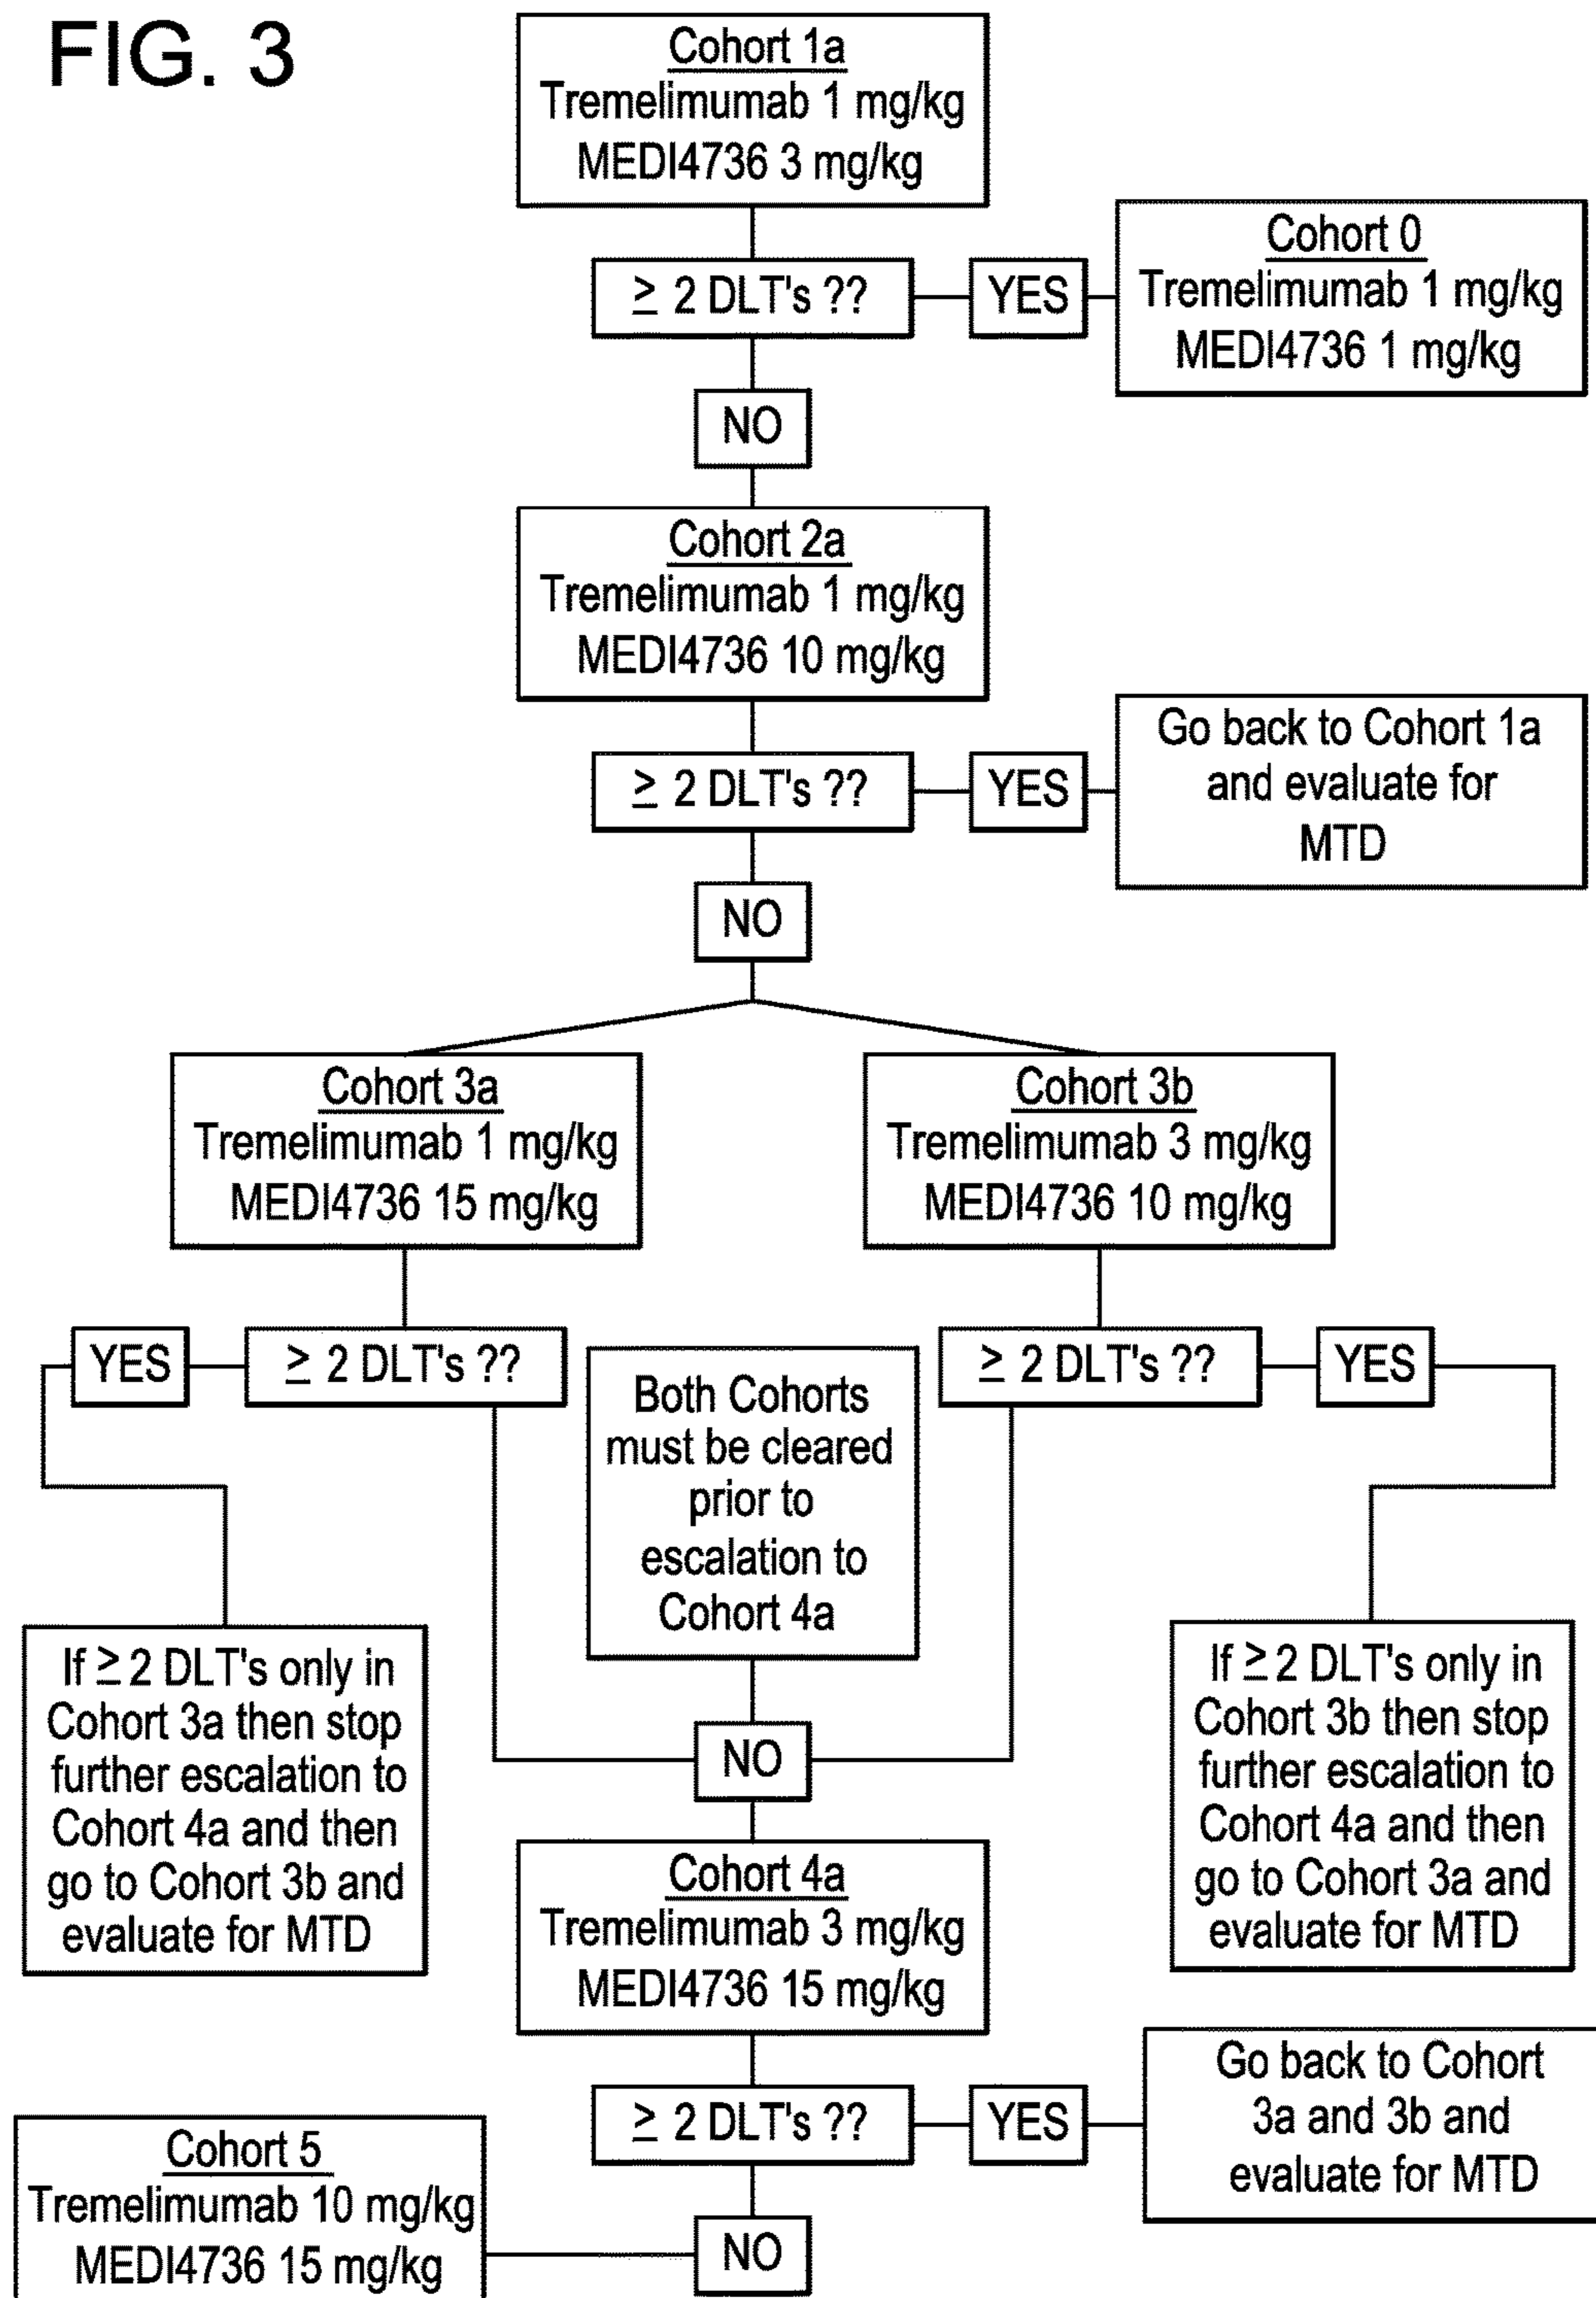 FIG. 3
Cohort 1a
Tremelimumab 1 mg/kg
MEDI4736 3 mg/kg
≥ 2 DLT's ??
YES
Cohort 0
Tremelimumab 1 mg/kg
MEDI4736 1 mg/kg
NO
Cohort 2a
Tremelimumab 1 mg/kg
MEDI4736 10 mg/kg
≥ 2 DLT's ??
YES
Go back to Cohort 1a
and evaluate for
MTD
NO
Cohort 3a
Tremelimumab 1 mg/kg
MEDI4736 15 mg/kg
Cohort 3b
Tremelimumab 3 mg/kg
MEDI4736 10 mg/kg
YES
≥ 2 DLT's ??
Both Cohorts
must be cleared
prior to
escalation to
Cohort 4a
≥ 2 DLT's ??
YES
If ≥ 2 DLT's only in
Cohort 3a then stop
further escalation to
Cohort 4a and then
go to Cohort 3b and
evaluate for MTD
NO
If ≥ 2 DLT's only in
Cohort 3b then stop
further escalation to
Cohort 4a and then
go to Cohort 3a and
evaluate for MTD
Cohort 4a
Tremelimumab 3 mg/kg
MEDI4736 15 mg/kg
≥ 2 DLT's ??
YES
Go back to Cohort
3a and 3b and
evaluate for MTD
Cohort 5
Tremelimumab 10 mg/kg
MEDI4736 15 mg/kg
NO